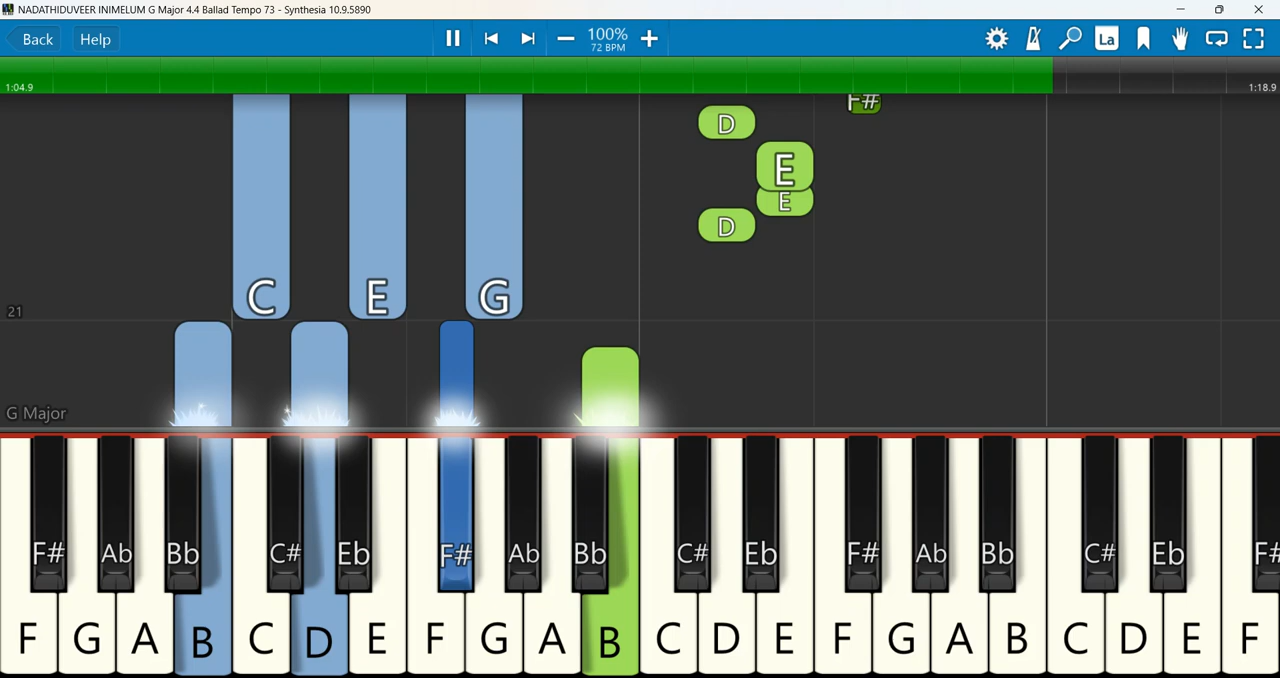 NADATHIDUVEER INIMELUM G Major 4.4 Ballad Tempo 73 - Synthesia 10.9.5890
Back Help 100% La
72 BPM
1:04.9 1:18.9
F#
D
E
E
D
C E G
21
G Major
F# Ab Bb C# Eb F# Ab Bb C# Eb F# Ab Bb C# Eb F#
F G A B C D E F G A B C D E F G A B C D E F